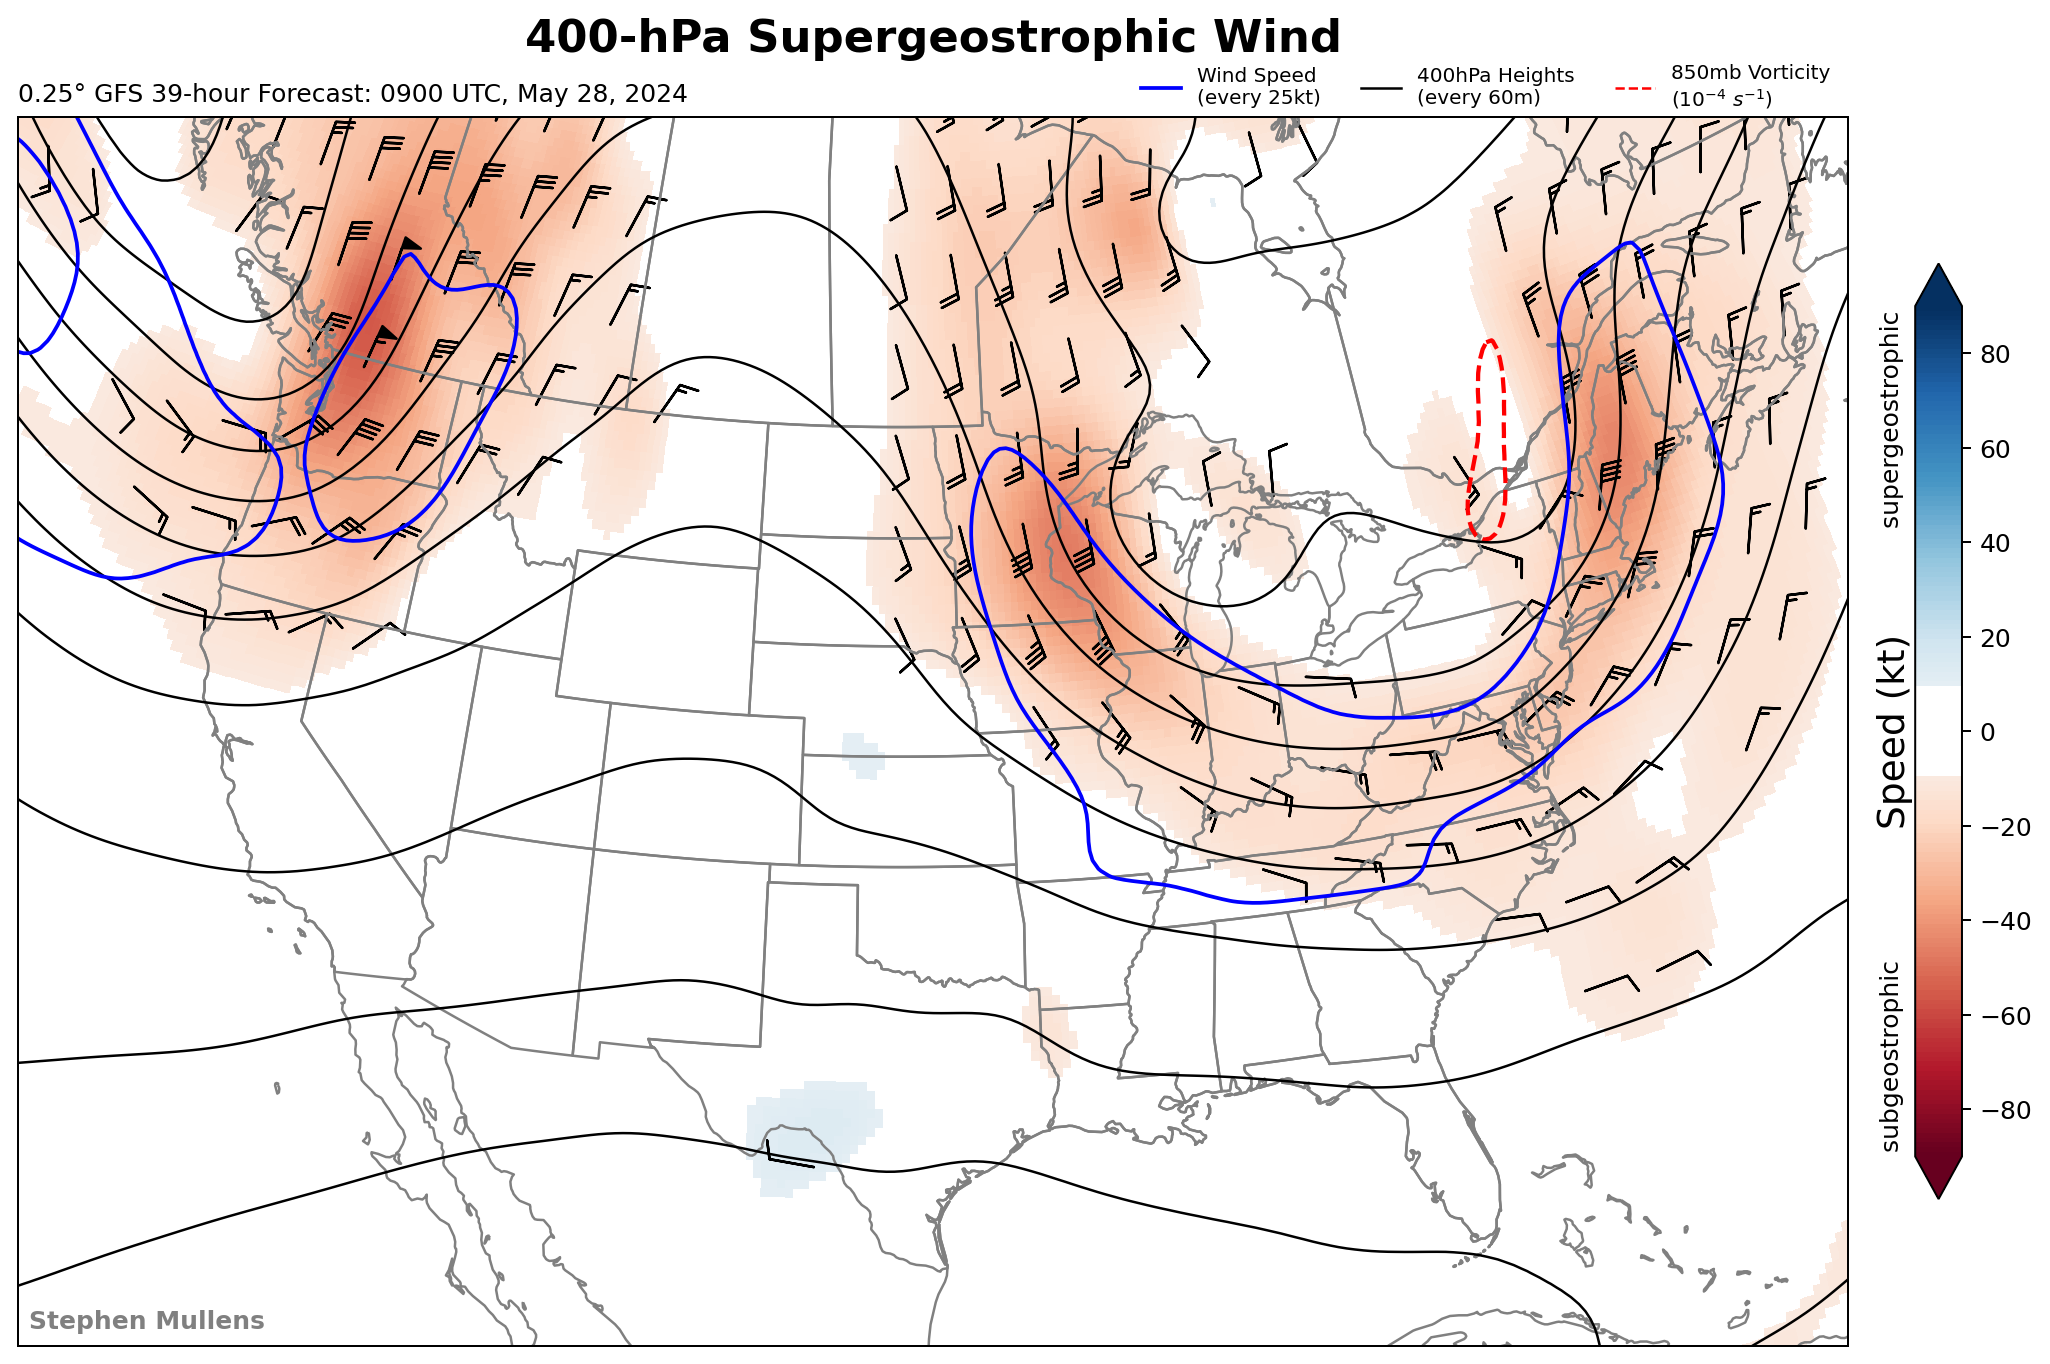 400-hPa Supergeostrophic Wind
0.25° GFS 39-hour Forecast: 0900 UTC, May 28, 2024
Wind Speed
(every 25kt)
400hPa Heights
(every 60m)
850mb Vorticity
(10⁻⁴ s⁻¹)
supergeostrophic
Speed (kt)
subgeostrophic
80
60
40
20
0
−20
−40
−60
−80
Stephen Mullens